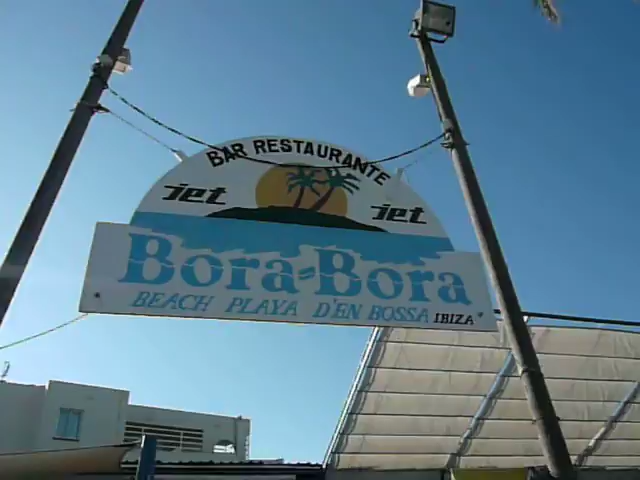 BAR RESTAURANTE
jet jet
Bora-Bora
BEACH PLAYA D'EN BOSSA IBIZA